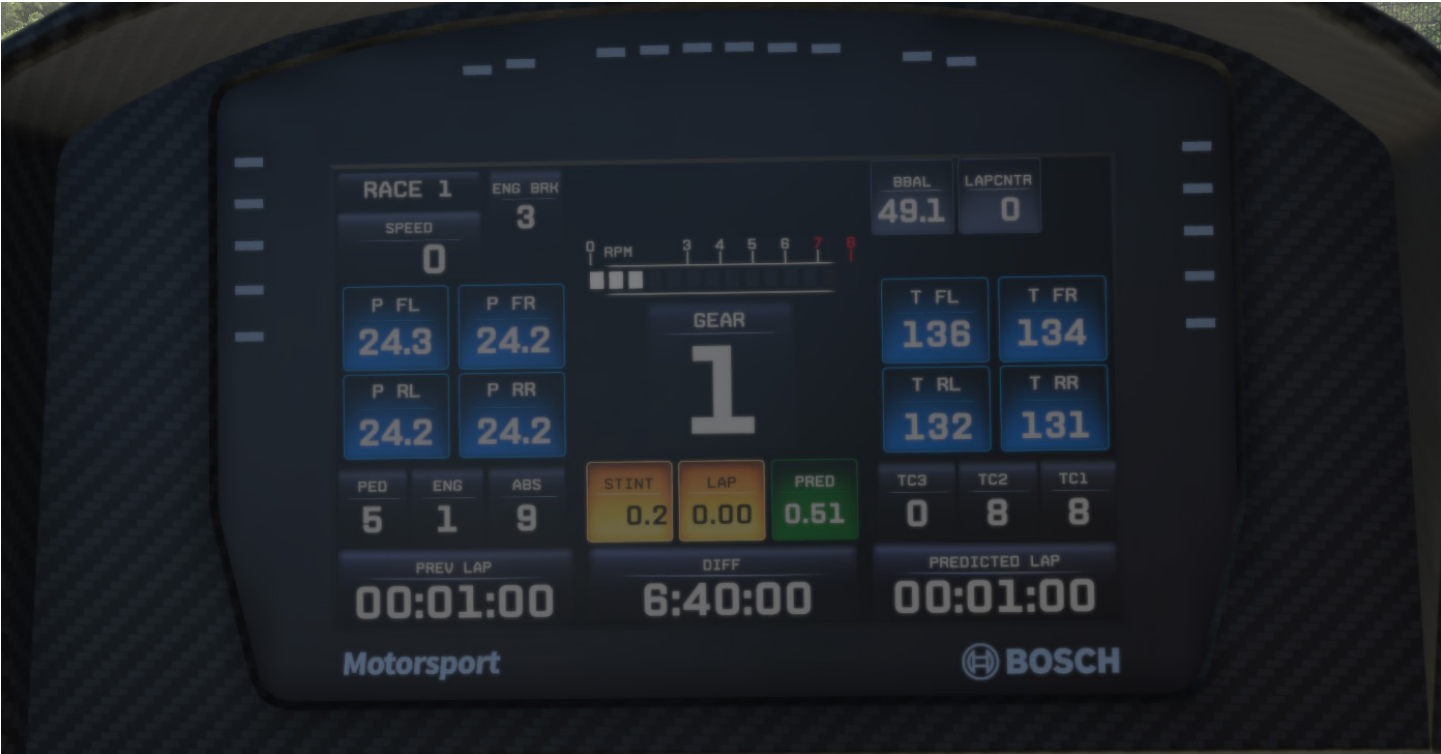 RACE 1
ENG BRK
3
BBAL
49.1
LAPCNTR
0
SPEED
0
0 RPM 3 4 5 6 7 8
P FL
24.3
P FR
24.2
GEAR
1
T FL
136
T FR
134
P RL
24.2
P RR
24.2
T RL
132
T RR
131
PED
5
ENG
1
ABS
9
STINT
0.2
LAP
0.00
PRED
0.51
TC3
0
TC2
8
TC1
8
PREV LAP
00:01:00
DIFF
6:40:00
PREDICTED LAP
00:01:00
Motorsport
BOSCH